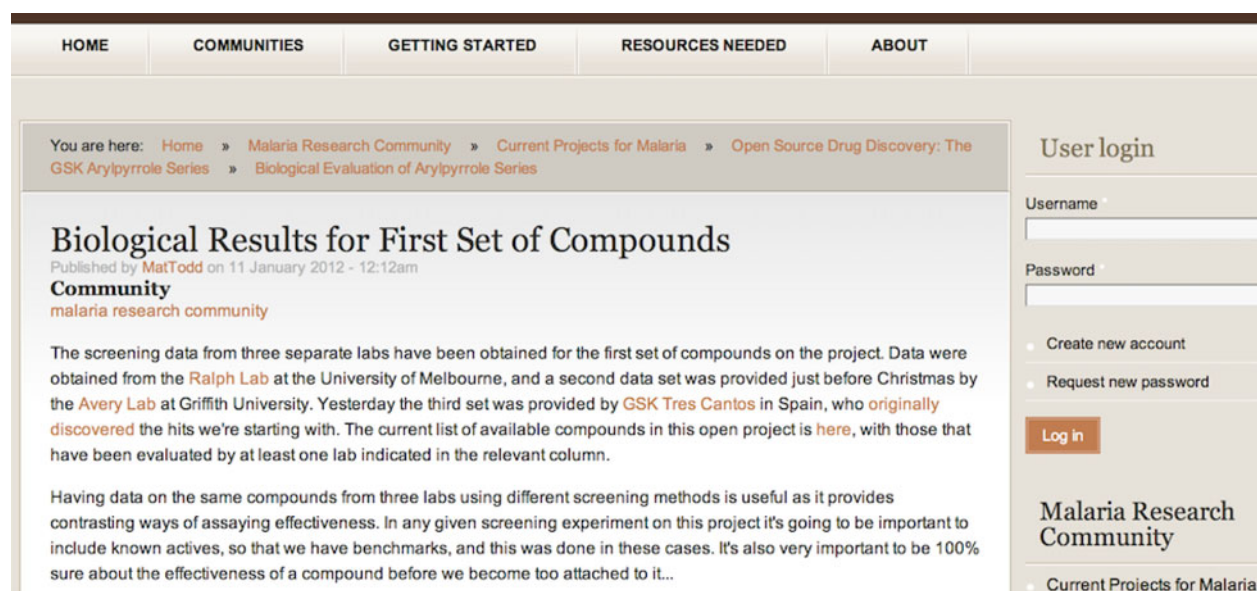 HOME COMMUNITIES GETTING STARTED RESOURCES NEEDED ABOUT
You are here: Home » Malaria Research Community » Current Projects for Malaria » Open Source Drug Discovery: The
GSK Arylpyrrole Series » Biological Evaluation of Arylpyrrole Series
Biological Results for First Set of Compounds
Published by MatTodd on 11 January 2012 - 12:12am
Community
malaria research community
The screening data from three separate labs have been obtained for the first set of compounds on the project. Data were
obtained from the Ralph Lab at the University of Melbourne, and a second data set was provided just before Christmas by
the Avery Lab at Griffith University. Yesterday the third set was provided by GSK Tres Cantos in Spain, who originally
discovered the hits we're starting with. The current list of available compounds in this open project is here, with those that
have been evaluated by at least one lab indicated in the relevant column.
Having data on the same compounds from three labs using different screening methods is useful as it provides
contrasting ways of assaying effectiveness. In any given screening experiment on this project it's going to be important to
include known actives, so that we have benchmarks, and this was done in these cases. It's also very important to be 100%
sure about the effectiveness of a compound before we become too attached to it...
User login
Username *
Password *
Create new account
Request new password
Log in
Malaria Research
Community
Current Projects for Malaria